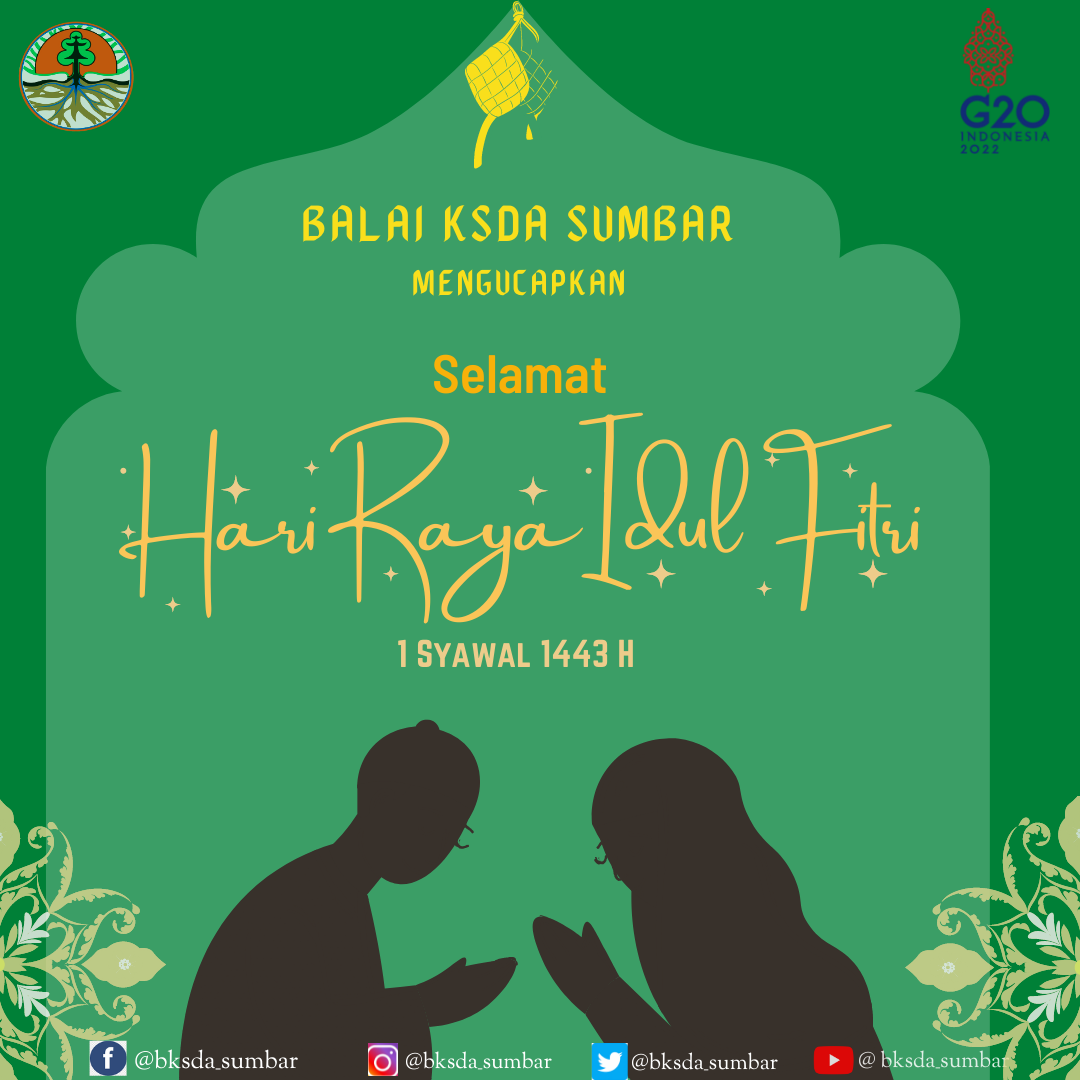 G20
INDONESIA
2022
BALAI KSDA SUMBAR
MENGUCAPKAN
Selamat
Hari Raya Idul Fitri
1 SYAWAL 1443 H
@bksda_sumbar
@bksda_sumbar
@bksda_sumbar
@ bksda_sumbar